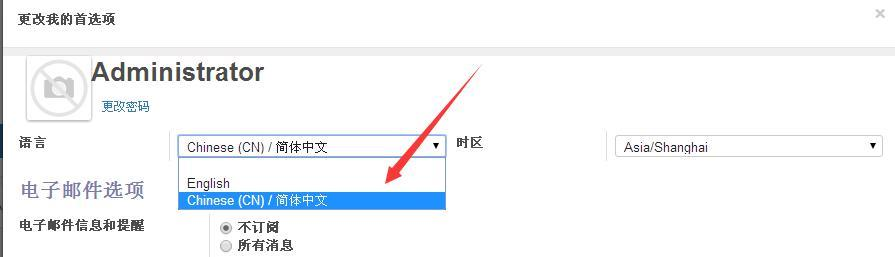 更改我的首选项
×
Administrator
更改密码
语言
Chinese (CN) / 简体中文
时区
Asia/Shanghai
English
Chinese (CN) / 简体中文
电子邮件选项
电子邮件信息和提醒
不订阅
所有消息